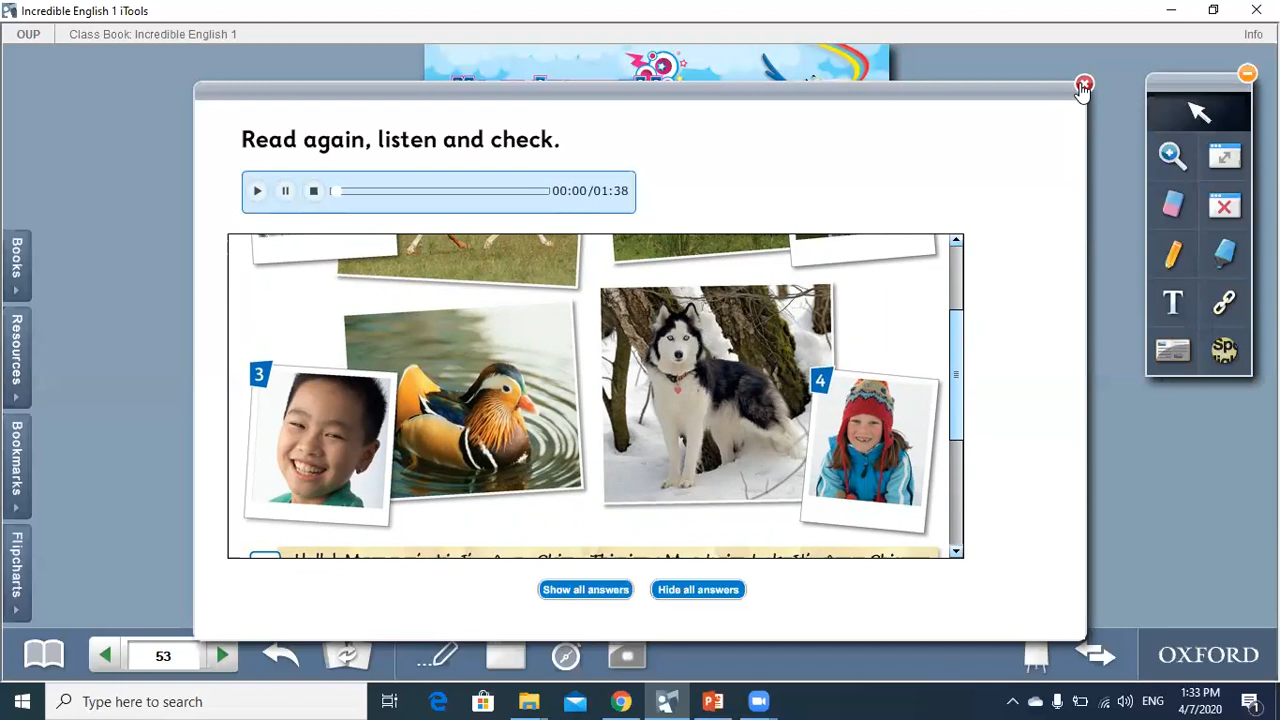 Incredible English 1 iTools
OUP Class Book: Incredible English 1 Info
Read again, listen and check.
00:00/01:38
3
4
Show all answers Hide all answers
Books
Resources
Bookmarks
Flipcharts
T
Spo
53
OXFORD
Type here to search
ENG
1:33 PM
4/7/2020
1